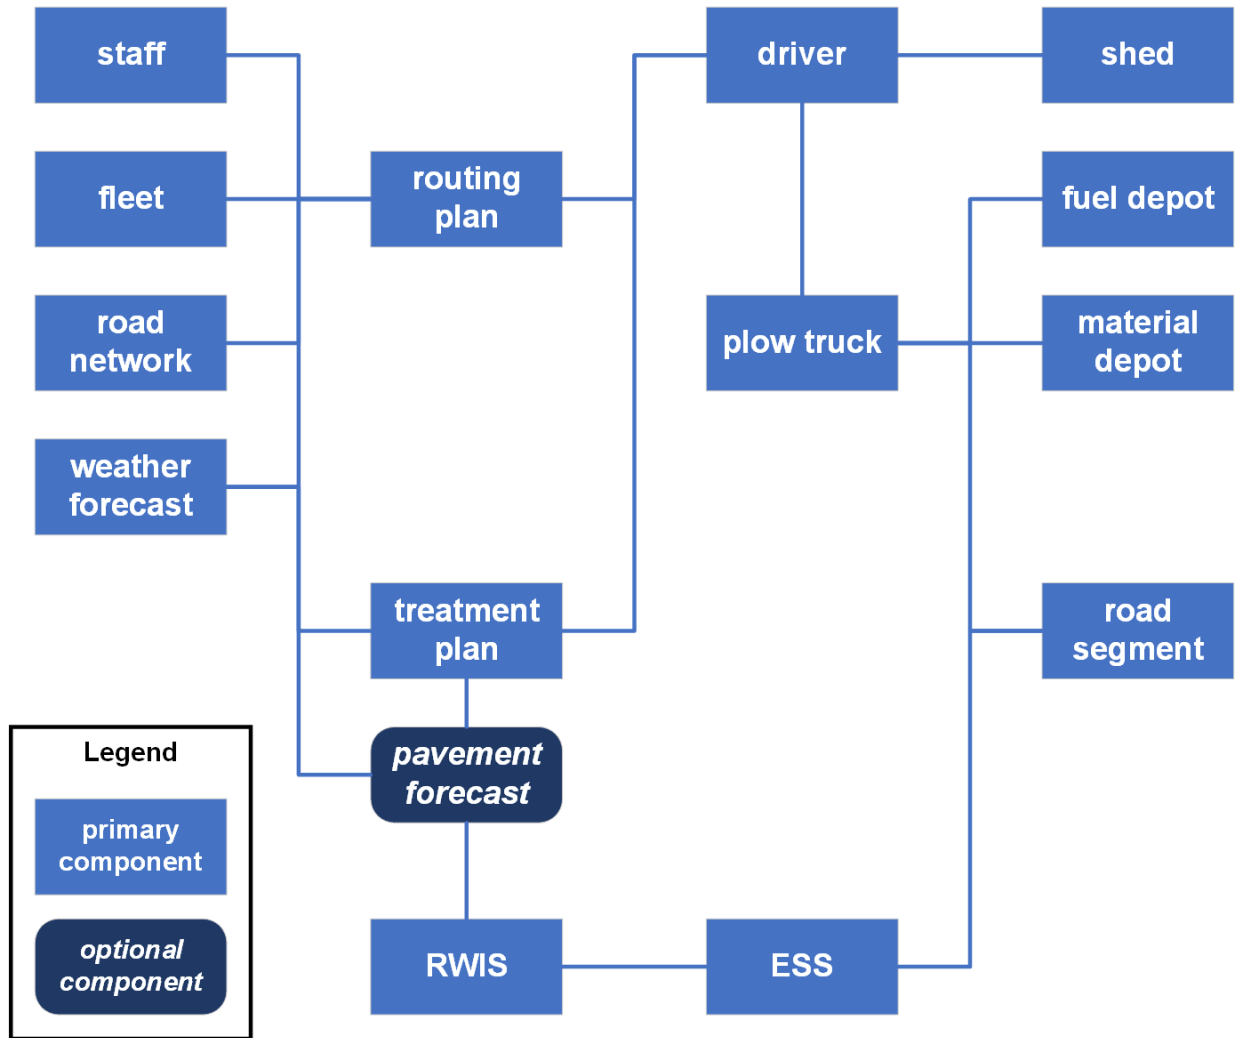 staff
driver
shed
fleet
routing
plan
fuel depot
road
network
plow truck
material
depot
weather
forecast
treatment
plan
road
segment
pavement
forecast
Legend
primary
component
optional
component
RWIS
ESS